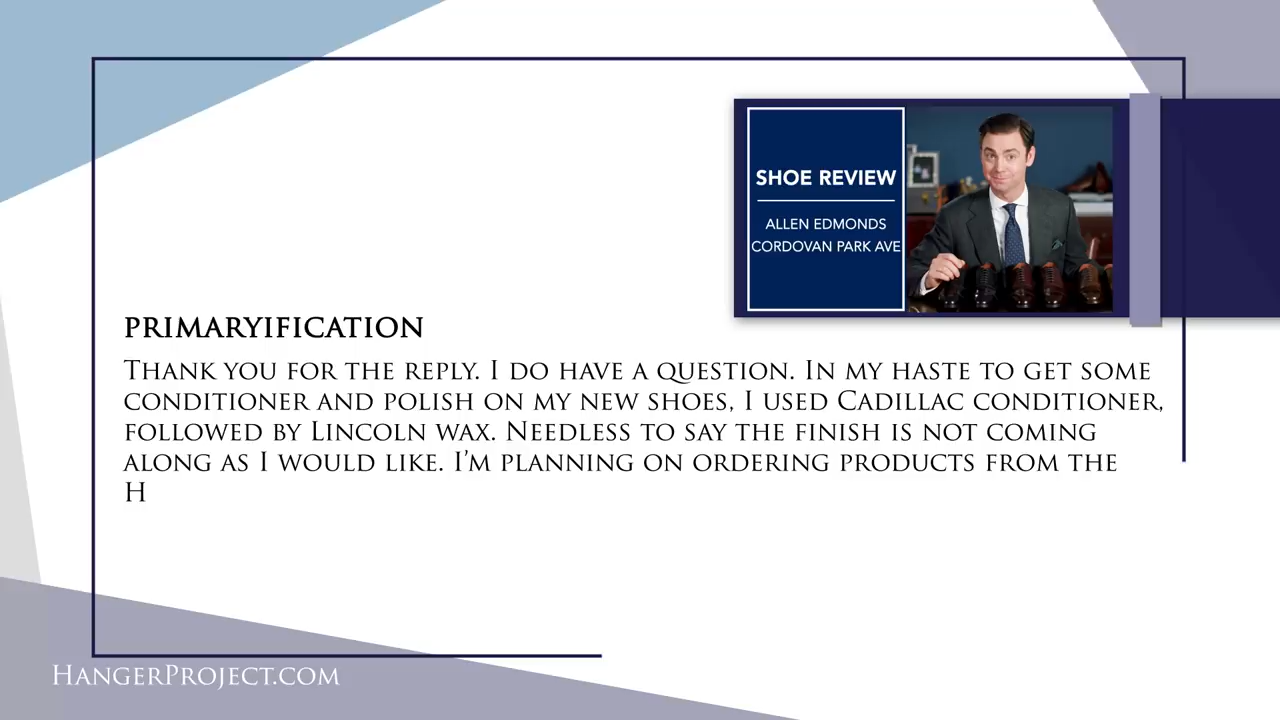 SHOE REVIEW
ALLEN EDMONDS
CORDOVAN PARK AVE
PRIMARYIFICATION
Thank you for the reply. I do have a question. In my haste to get some
conditioner and polish on my new shoes, I used Cadillac conditioner,
followed by Lincoln wax. Needless to say the finish is not coming
along as I would like. I'm planning on ordering products from the
H
HangerProject.com